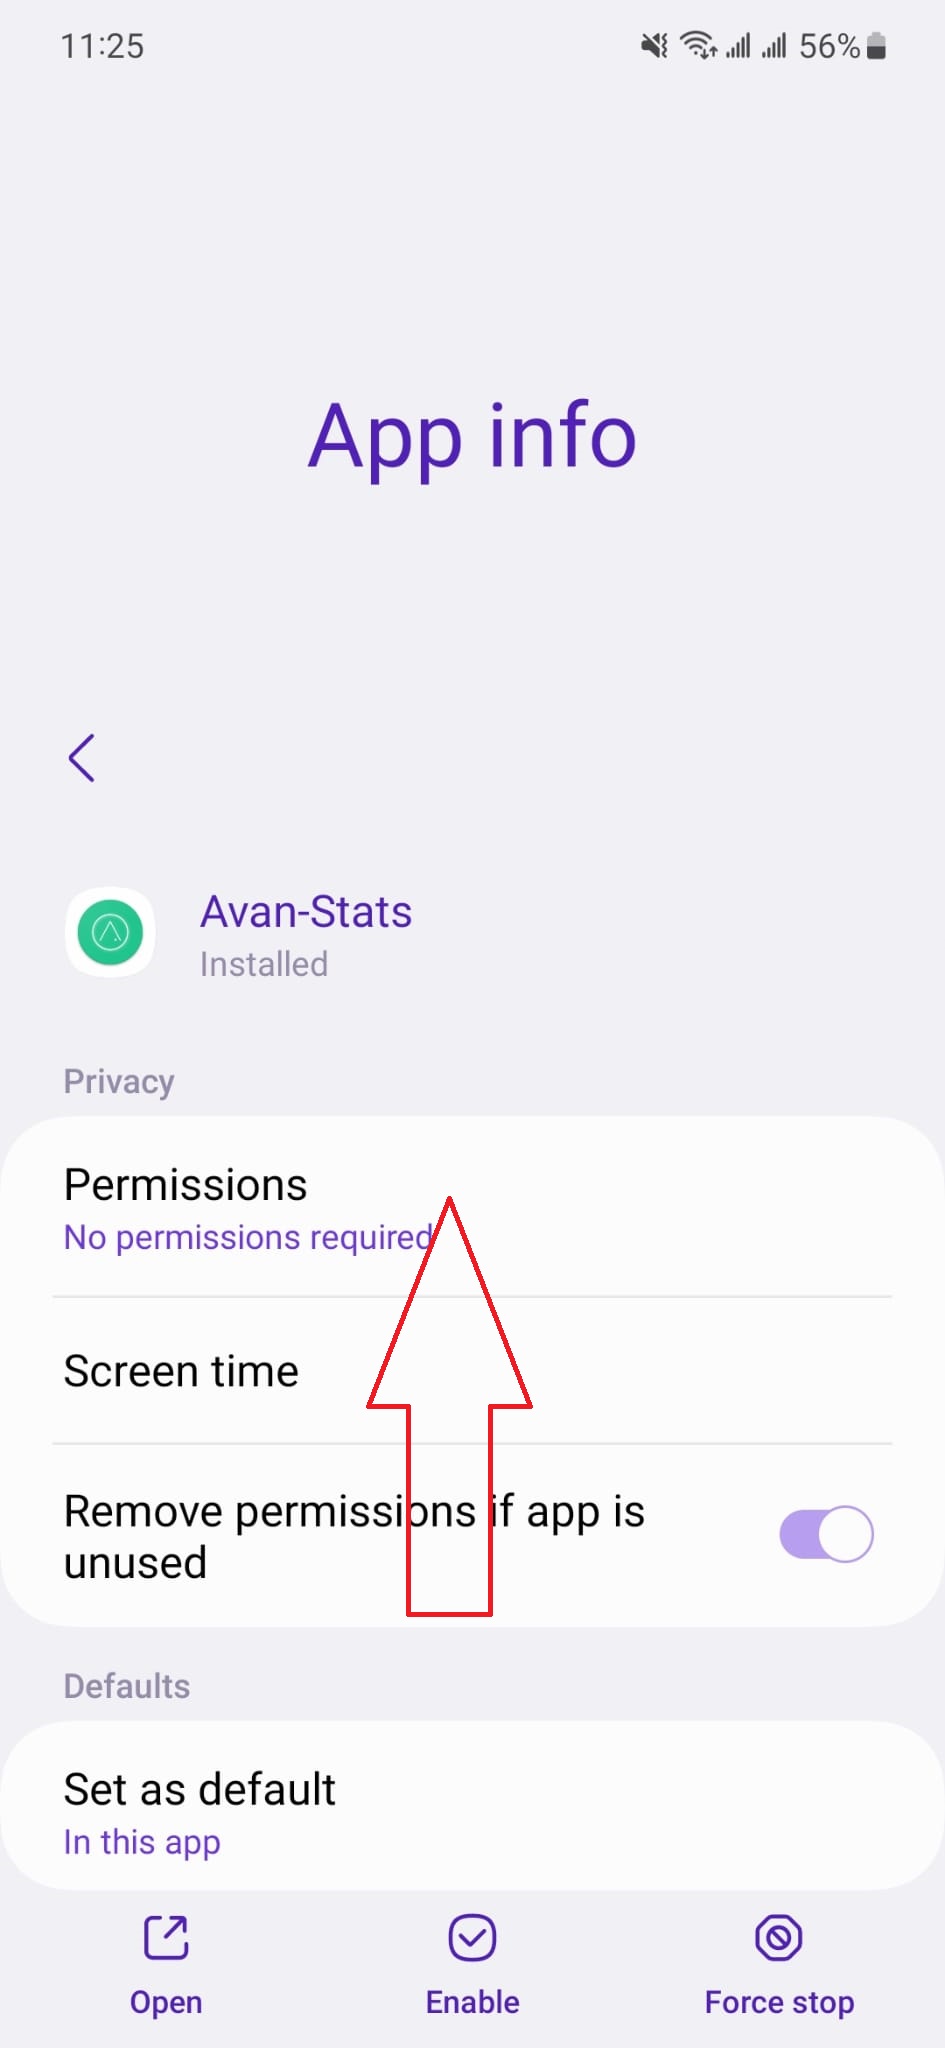 11:25
56%
App info
Avan-Stats
Installed
Privacy
Permissions
No permissions required
Screen time
Remove permissions if app is
unused
Defaults
Set as default
In this app
Open
Enable
Force stop